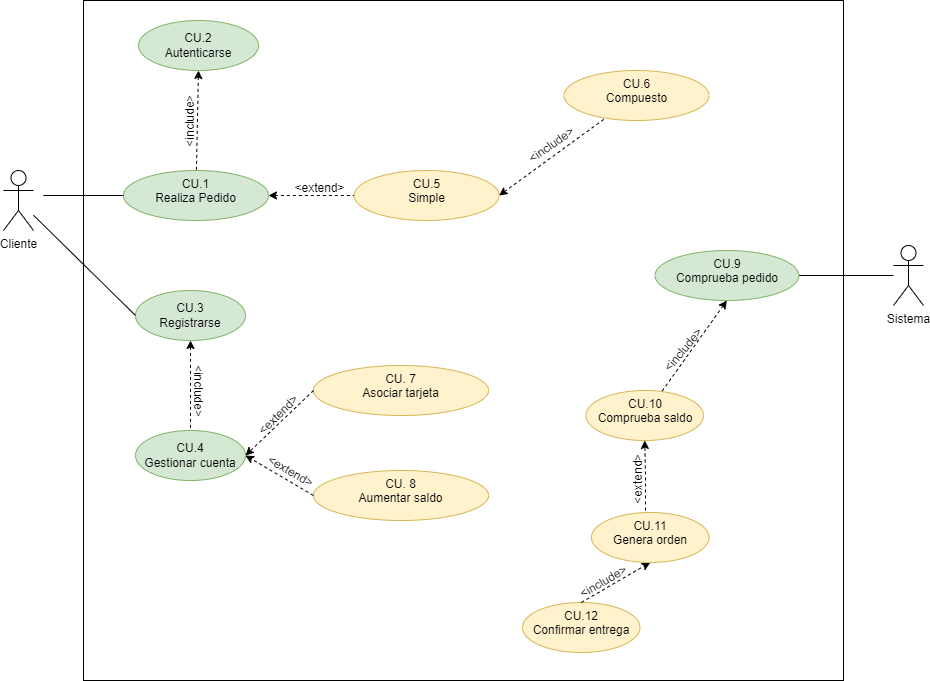 CU.2
Autenticarse
<include>
CU.6
Compuesto
<include>
CU.1
Realiza Pedido
<extend>
CU.5
Simple
Cliente
CU.9
Comprueba pedido
Sistema
CU.3
Registrarse
<include>
<include>
CU. 7
Asociar tarjeta
<extend>
CU.10
Comprueba saldo
CU.4
Gestionar cuenta
<extend>
CU. 8
Aumentar saldo
<extend>
CU.11
Genera orden
<include>
CU.12
Confirmar entrega